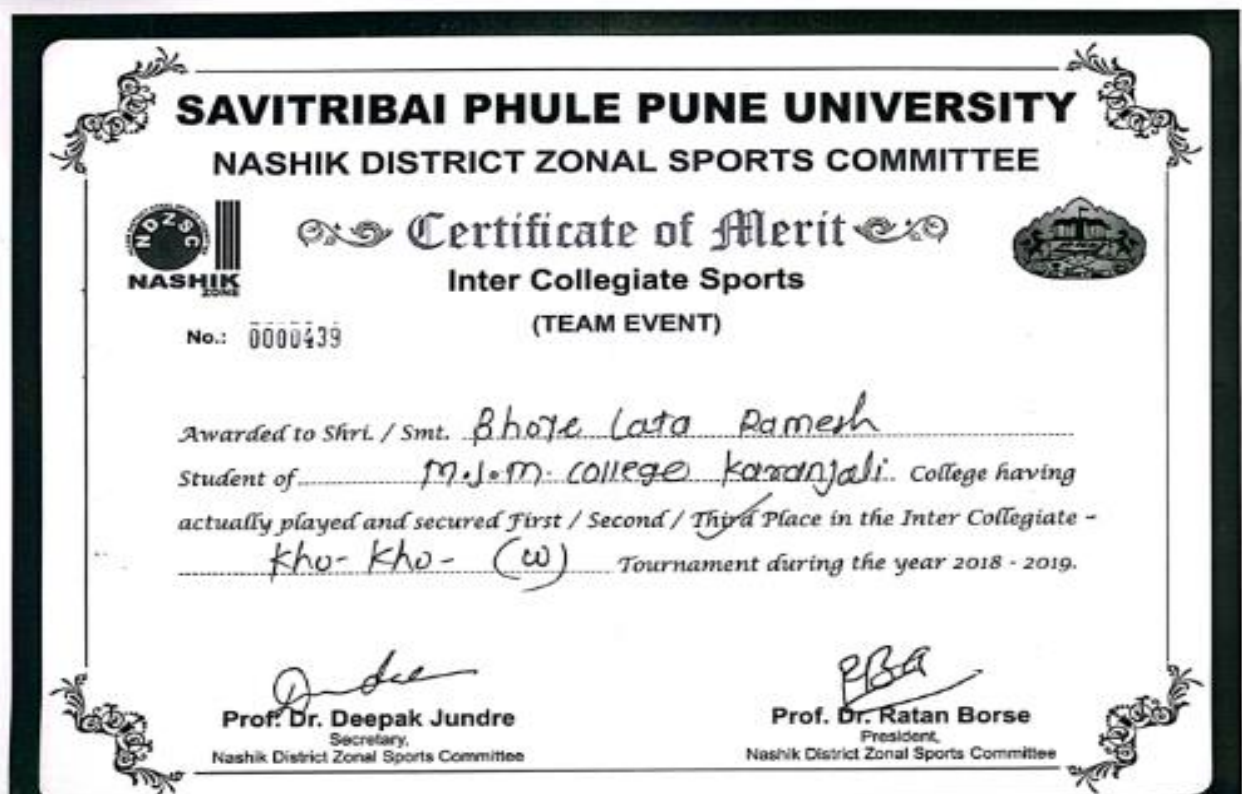 SAVITRIBAI PHULE PUNE UNIVERSITY
NASHIK DISTRICT ZONAL SPORTS COMMITTEE
NDZSC
NASHIK
ZONE
Certificate of Merit
Inter Collegiate Sports
(TEAM EVENT)
No.: 0000439
Awarded to Shri. / Smt. Bhoye Lata Ramesh
Student of M.J.M. college Karanjali College having
actually played and secured First / Second / Third Place in the Inter Collegiate -
Kho- Kho- (W) Tournament during the year 2018 - 2019.
Prof. Dr. Deepak Jundre
Secretary,
Nashik District Zonal Sports Committee
Prof. Dr. Ratan Borse
President,
Nashik District Zonal Sports Committee